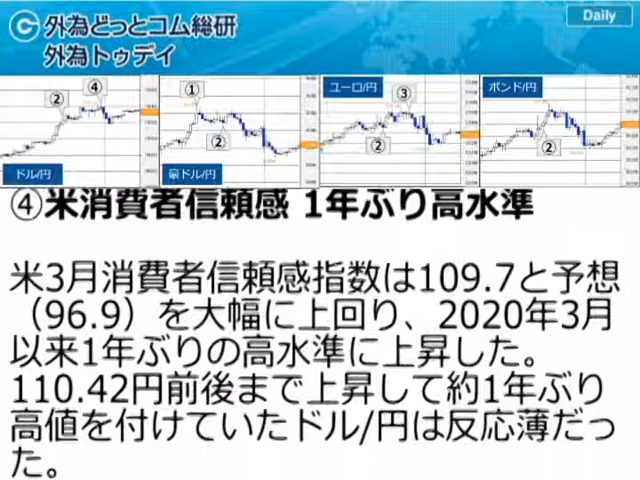 外為どっとコム総研
外為トゥデイ
Daily
② ④
ドル/円
①
②
豪ドル/円
ユーロ/円
③
②
ポンド/円
②
④米消費者信頼感 1年ぶり高水準
米3月消費者信頼感指数は109.7と予想
（96.9）を大幅に上回り、2020年3月
以来1年ぶりの高水準に上昇した。
110.42円前後まで上昇して約1年ぶり
高値を付けていたドル/円は反応薄だっ
た。